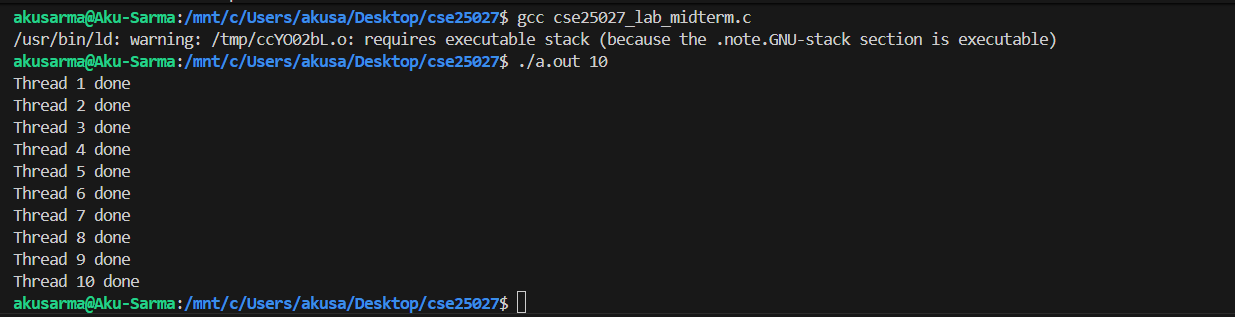 akusarma@Aku-Sarma:/mnt/c/Users/akusa/Desktop/cse25027$ gcc cse25027_lab_midterm.c
/usr/bin/ld: warning: /tmp/ccYO02bL.o: requires executable stack (because the .note.GNU-stack section is executable)
akusarma@Aku-Sarma:/mnt/c/Users/akusa/Desktop/cse25027$ ./a.out 10
Thread 1 done
Thread 2 done
Thread 3 done
Thread 4 done
Thread 5 done
Thread 6 done
Thread 7 done
Thread 8 done
Thread 9 done
Thread 10 done
akusarma@Aku-Sarma:/mnt/c/Users/akusa/Desktop/cse25027$